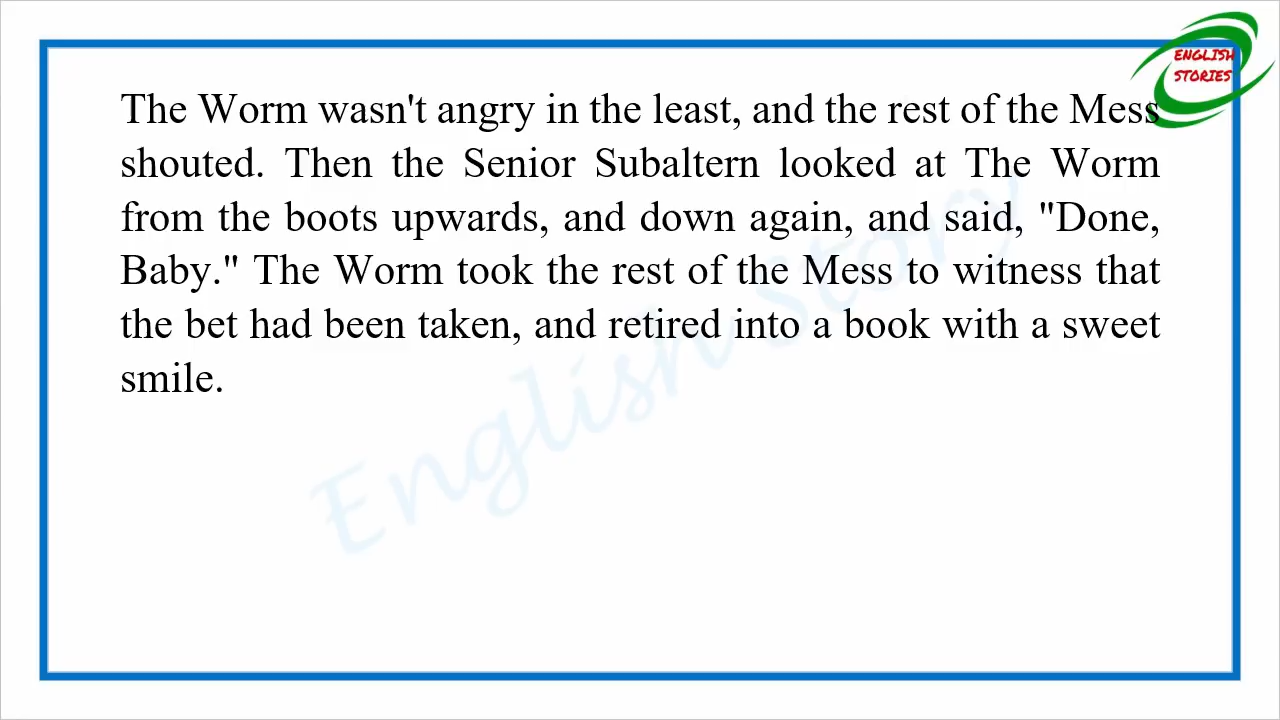 ENGLISH
STORIES
The Worm wasn't angry in the least, and the rest of the Mess
shouted. Then the Senior Subaltern looked at The Worm
from the boots upwards, and down again, and said, "Done,
Baby." The Worm took the rest of the Mess to witness that
the bet had been taken, and retired into a book with a sweet
smile.
English Story